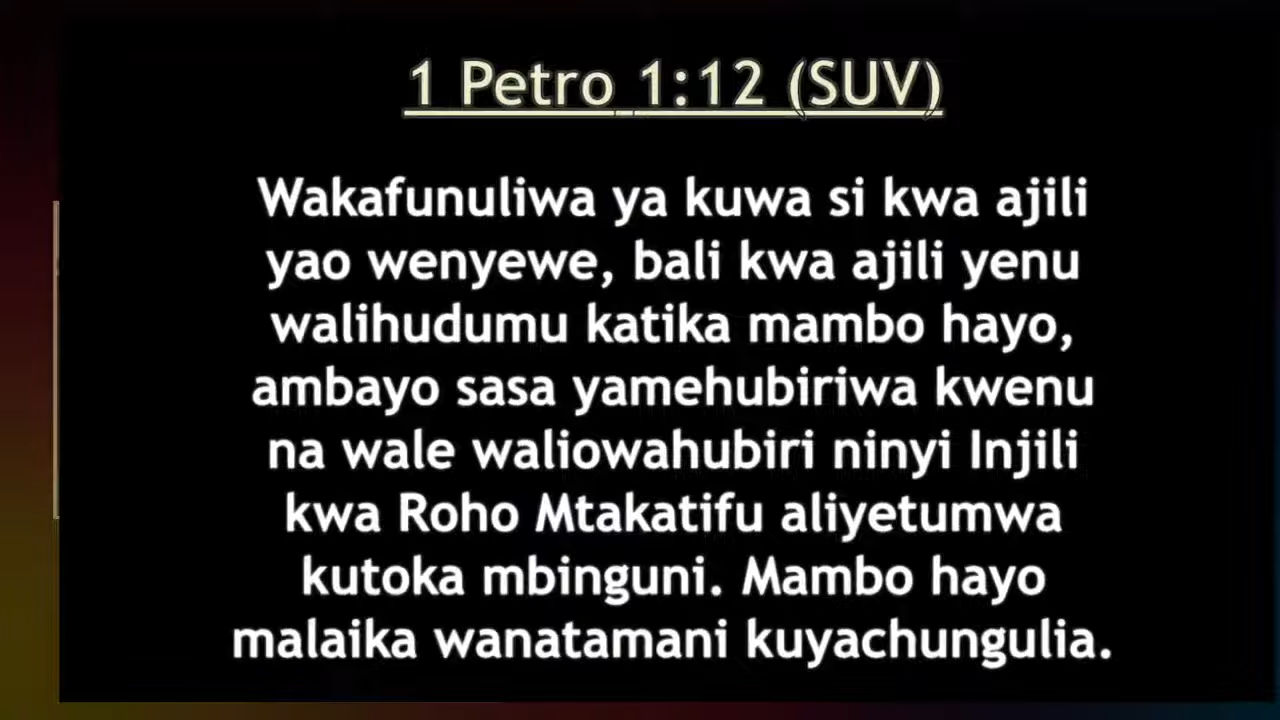 1 Petro 1:12 (SUV)
Wakafunuliwa ya kuwa si kwa ajili
yao wenyewe, bali kwa ajili yenu
walihudumu katika mambo hayo,
ambayo sasa yamehubiriwa kwenu
na wale waliowahubiri ninyi Injili
kwa Roho Mtakatifu aliyetumwa
kutoka mbinguni. Mambo hayo
malaika wanatamani kuyachungulia.